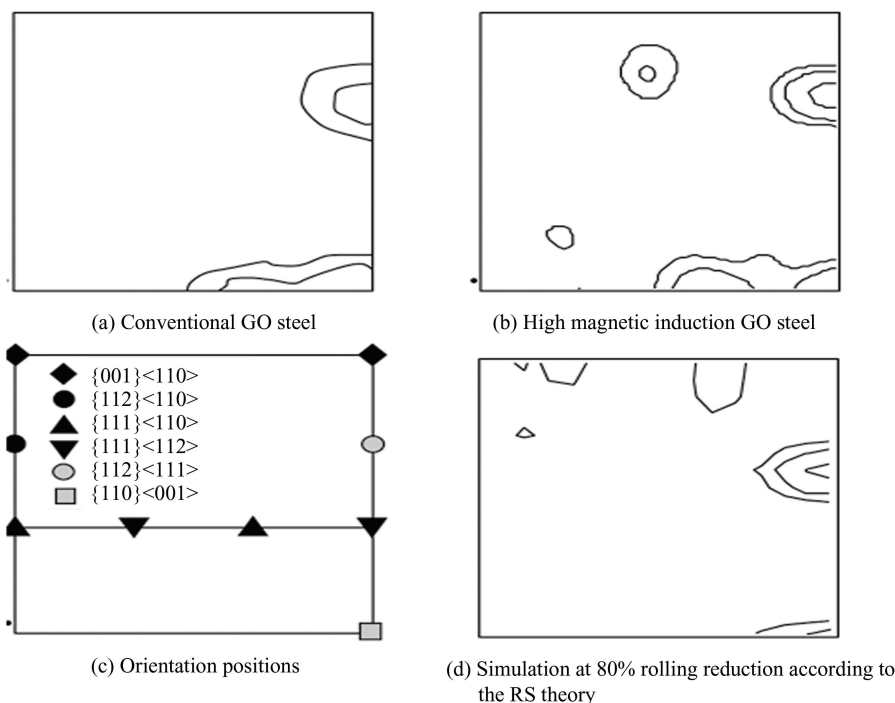 (a) Conventional GO steel
(b) High magnetic induction GO steel
{001}<110>
{112}<110>
{111}<110>
{111}<112>
{112}<111>
{110}<001>
(c) Orientation positions
(d) Simulation at 80% rolling reduction according to
the RS theory